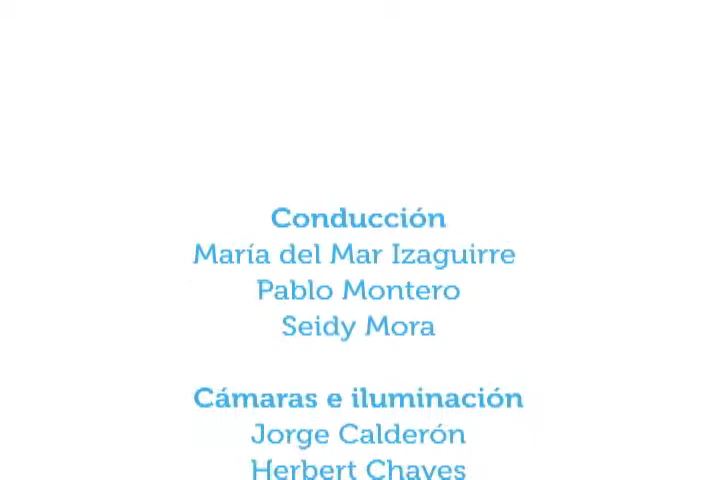 Conducción
María del Mar Izaguirre
Pablo Montero
Seidy Mora
Cámaras e iluminación
Jorge Calderón
Herbert Chaves